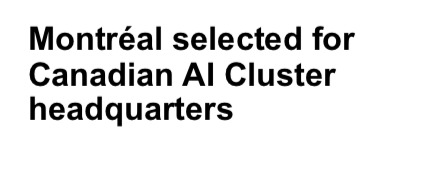 Montréal selected for
Canadian AI Cluster
headquarters